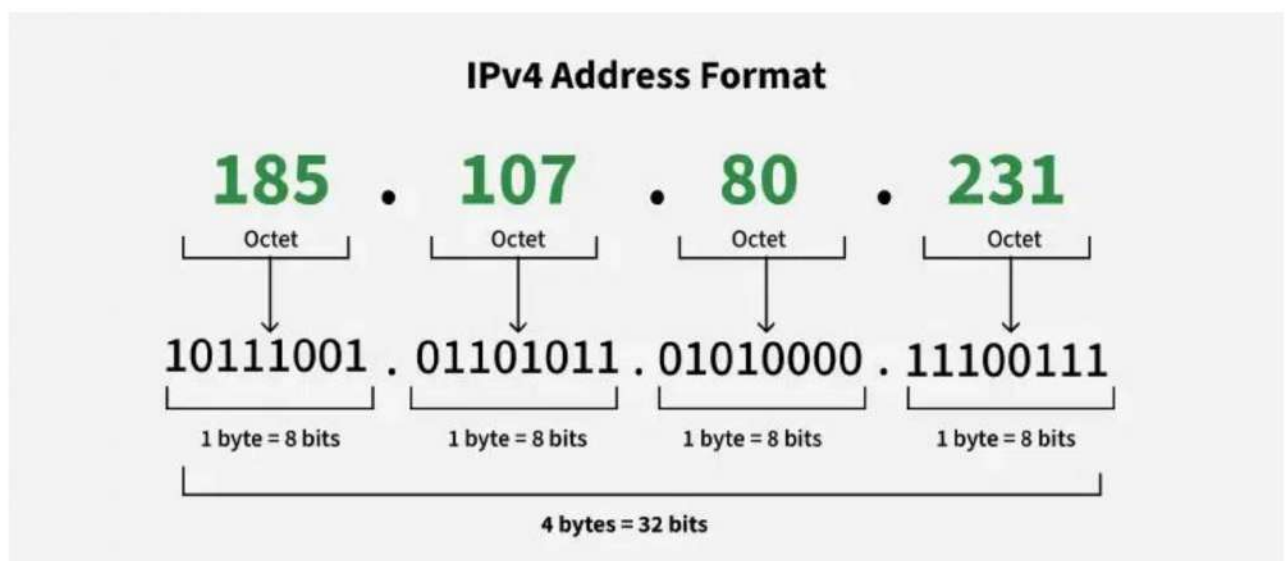 IPv4 Address Format
185 . 107 . 80 . 231
Octet Octet Octet Octet
10111001 . 01101011 . 01010000 . 11100111
1 byte = 8 bits 1 byte = 8 bits 1 byte = 8 bits 1 byte = 8 bits
4 bytes = 32 bits